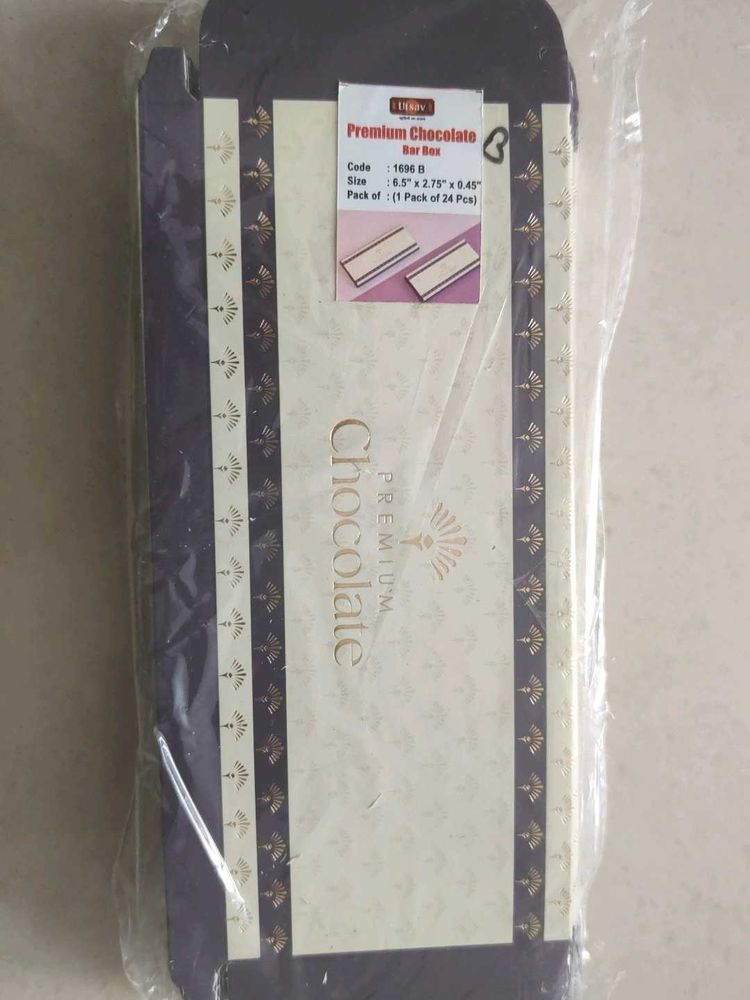 Utsav
Premium Chocolate
Bar Box
Code : 1696 B
Size : 6.5" x 2.75" x 0.45"
Pack of : (1 Pack of 24 Pcs)
B
PREMIUM
Chocolate